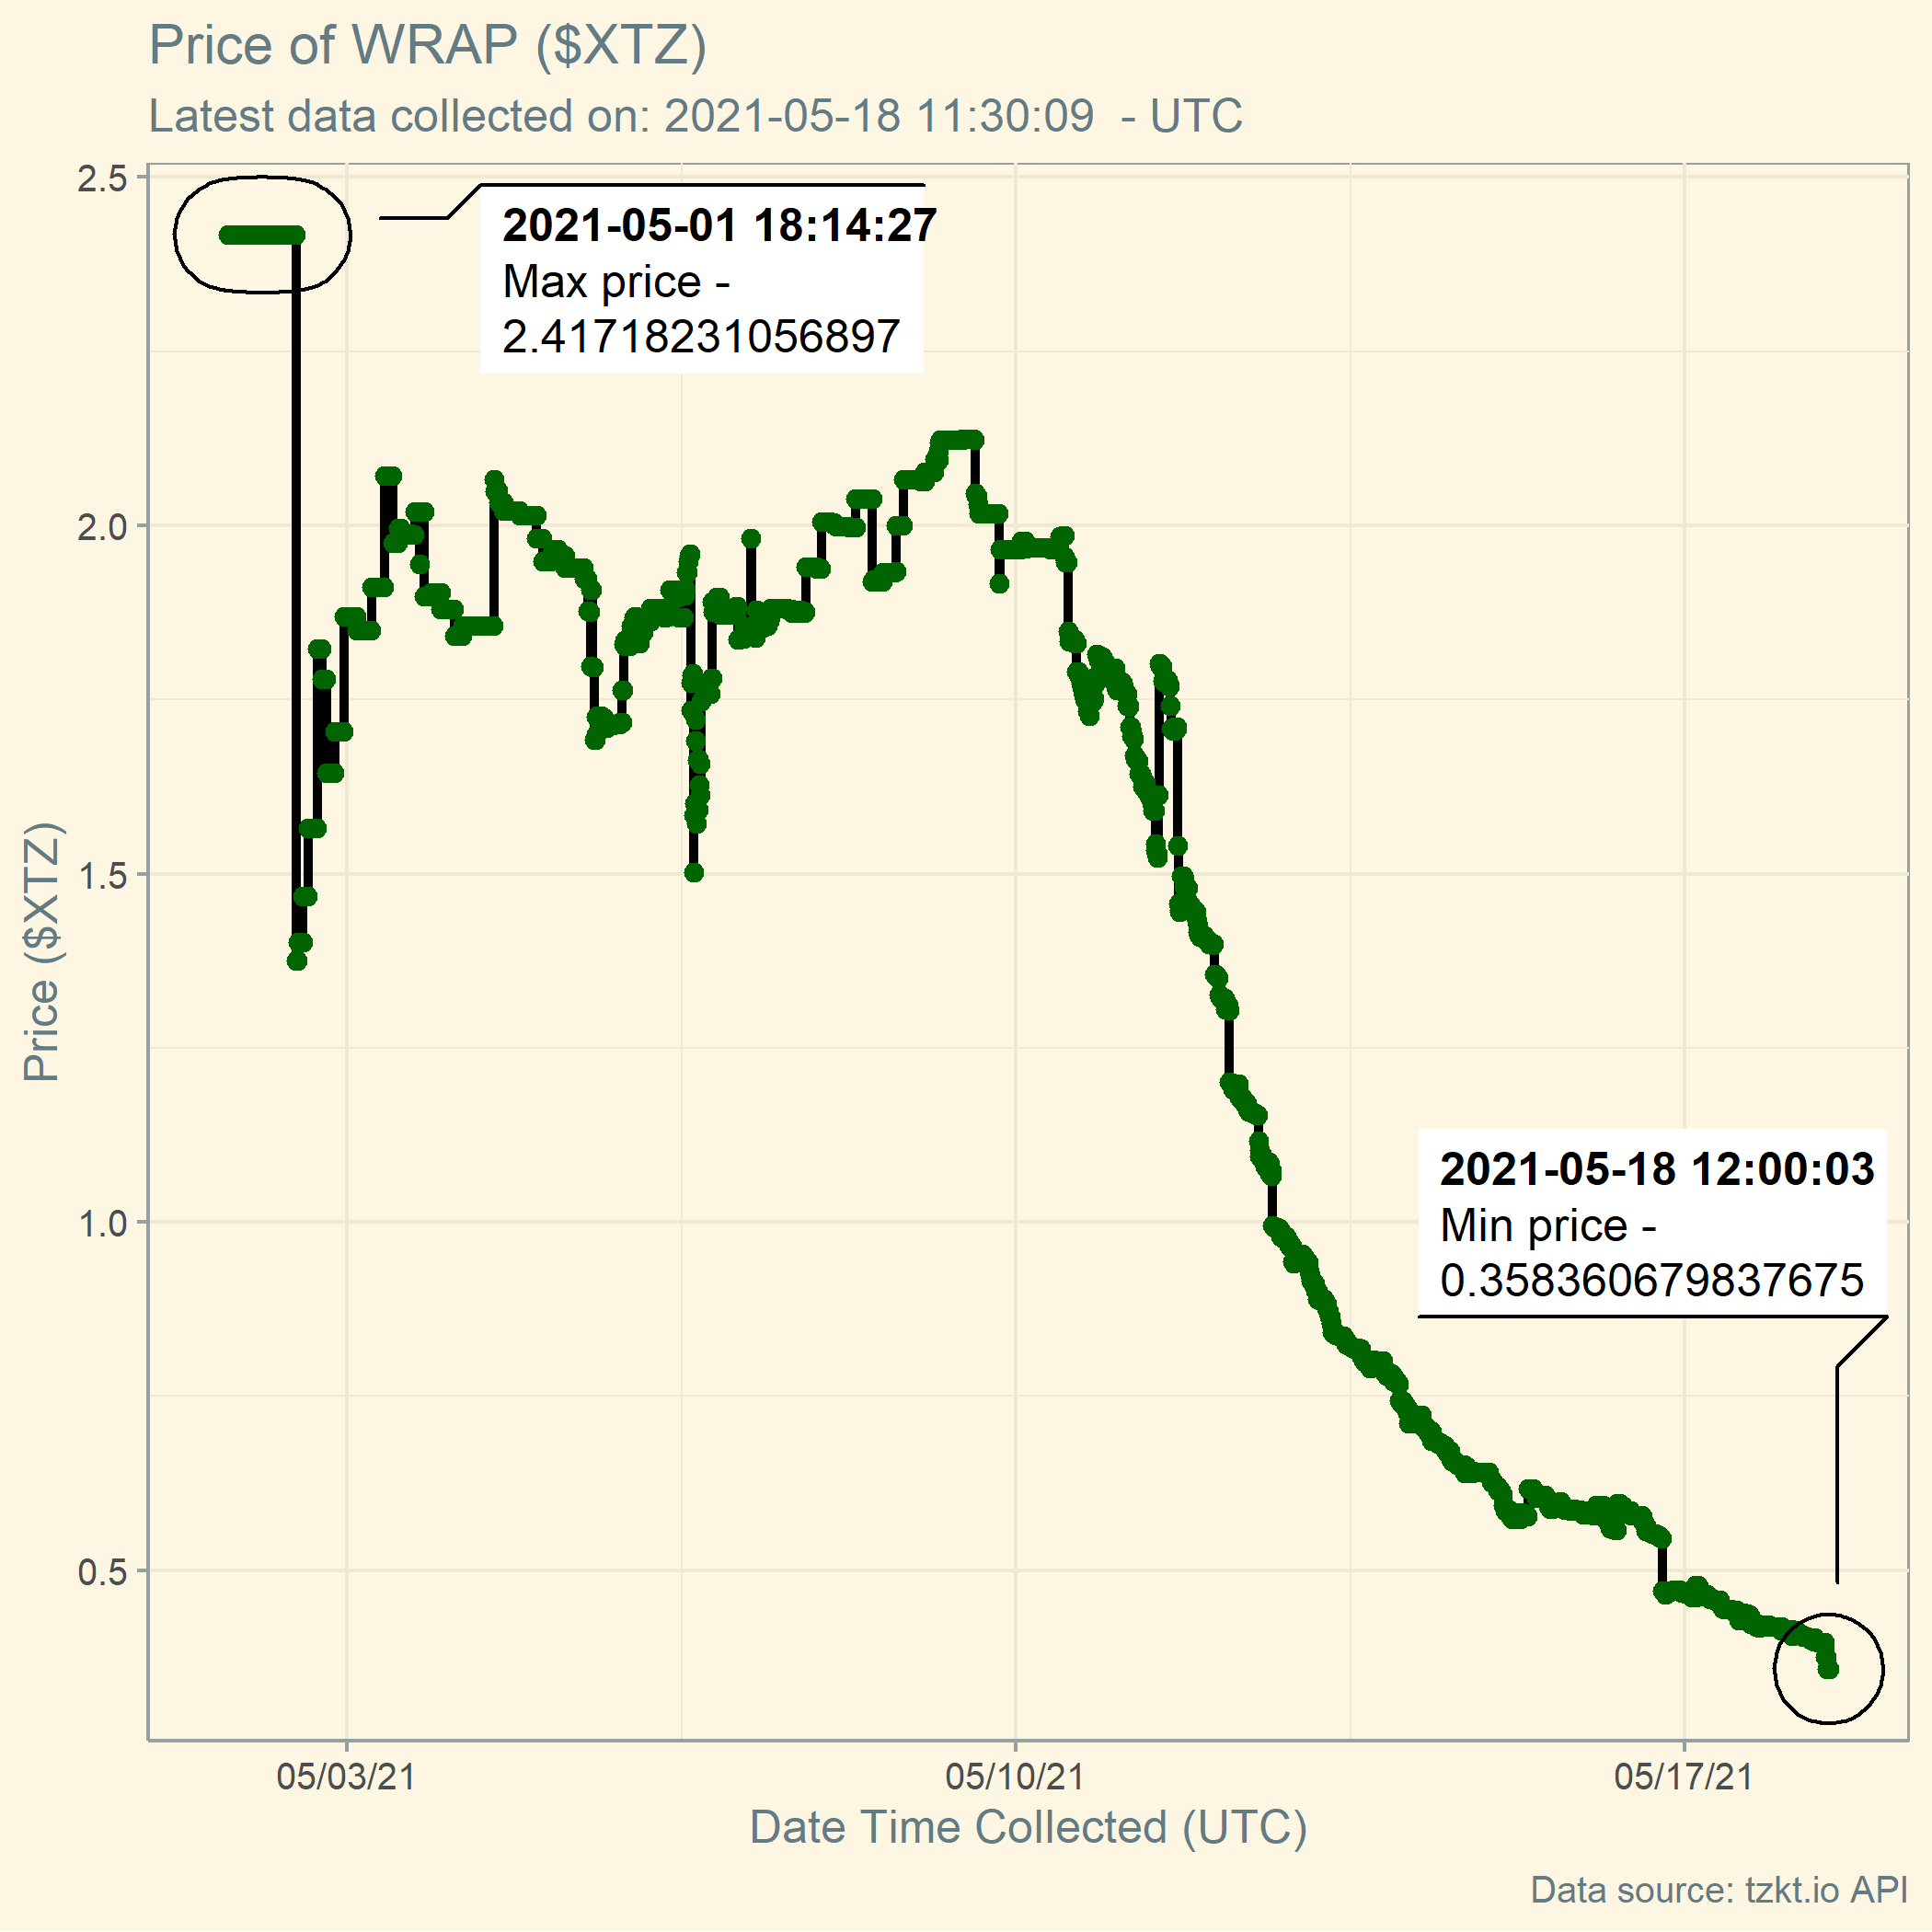 Price of WRAP ($XTZ)
Latest data collected on: 2021-05-18 11:30:09  - UTC
2.5
2.0
1.5
1.0
0.5
Price ($XTZ)
2021-05-01 18:14:27
Max price -
2.41718231056897
2021-05-18 12:00:03
Min price -
0.358360679837675
05/03/21
05/10/21
05/17/21
Date Time Collected (UTC)
Data source: tzkt.io API